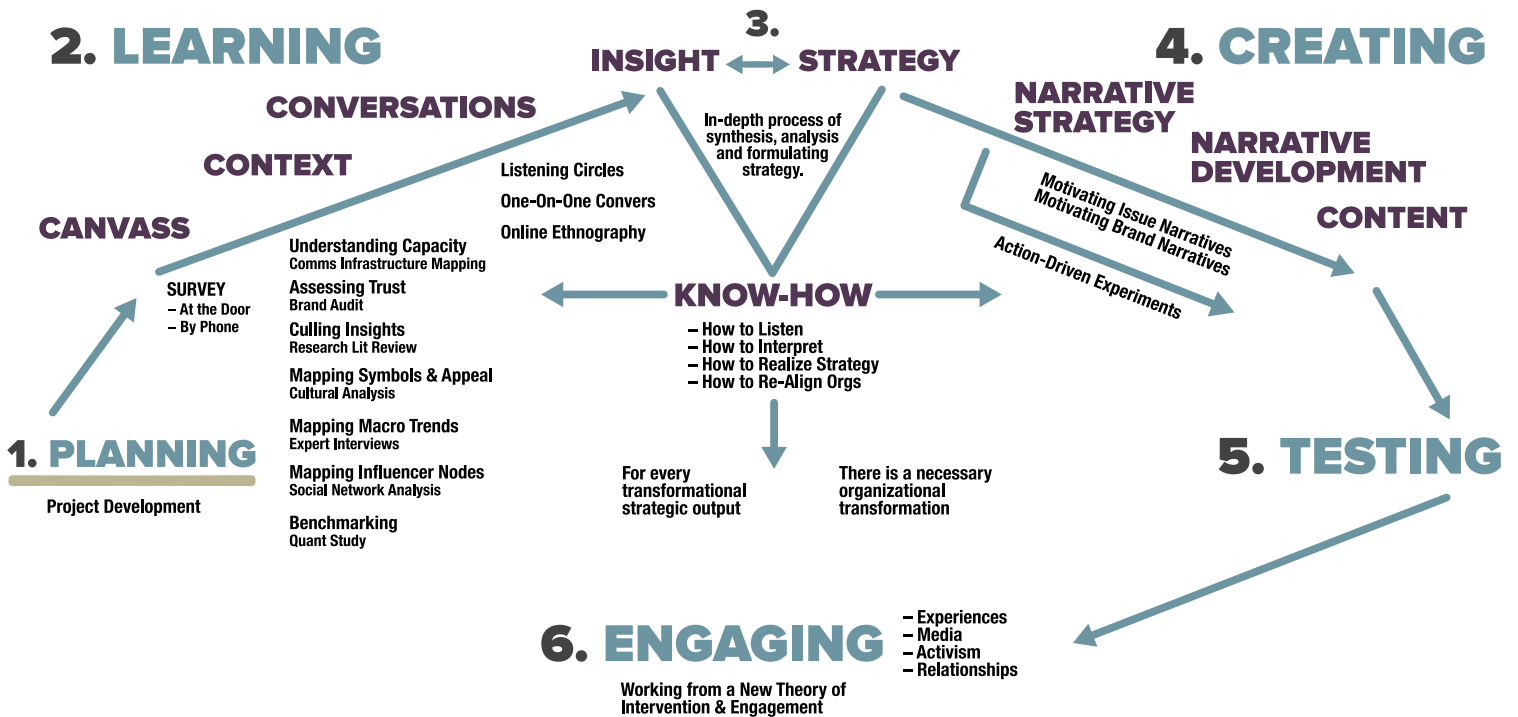 2. LEARNING
CONVERSATIONS
CONTEXT
CANVASS
SURVEY
– At the Door
– By Phone
Understanding Capacity
Comms Infrastructure Mapping
Assessing Trust
Brand Audit
Culling Insights
Research Lit Review
Mapping Symbols & Appeal
Cultural Analysis
Mapping Macro Trends
Expert Interviews
Mapping Influencer Nodes
Social Network Analysis
Benchmarking
Quant Study
Listening Circles
One-On-One Convers
Online Ethnography
1. PLANNING
Project Development
3.
INSIGHT STRATEGY
In-depth process of
synthesis, analysis
and formulating
strategy.
KNOW-HOW
– How to Listen
– How to Interpret
– How to Realize Strategy
– How to Re-Align Orgs
For every
transformational
strategic output
There is a necessary
organizational
transformation
4. CREATING
NARRATIVE
STRATEGY
NARRATIVE
DEVELOPMENT
CONTENT
Motivating Issue Narratives
Motivating Brand Narratives
Action-Driven Experiments
5. TESTING
6. ENGAGING
– Experiences
– Media
– Activism
– Relationships
Working from a New Theory of
Intervention & Engagement